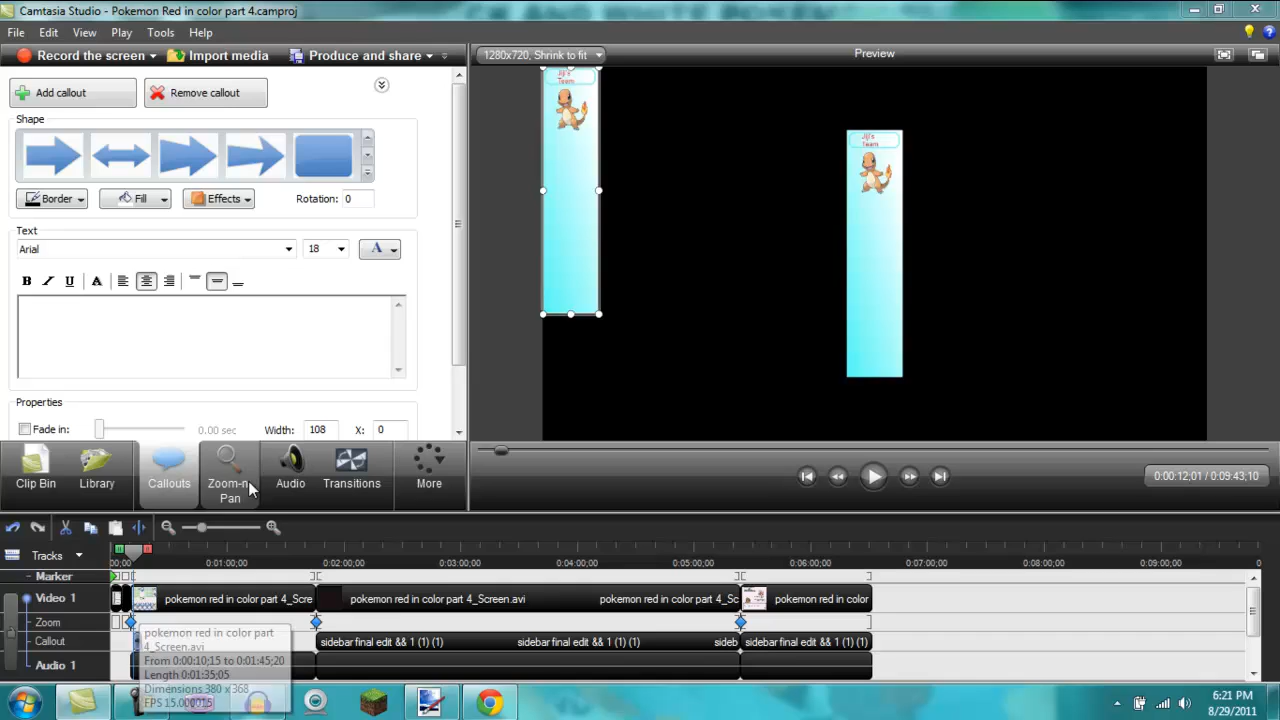 Camtasia Studio - Pokemon Red in color part 4.camproj
File Edit View Play Tools Help
Record the screen Import media Produce and share
1280x720, Shrink to fit
Preview
Add callout
Remove callout
Shape
Border
Fill
Effects
Rotation: 0
Text
Arial
18
A
B I U A
Properties
Fade in:
0.00 sec
Width: 108
X: 0
Jiji's
Team
Jiji's
Team
Clip Bin
Library
Callouts
Zoom-n-
Pan
Audio
Transitions
More
0:00:12;01 / 0:09:43;10
Tracks
00;00
0:01:00;00
0:02:00;00
0:03:00;00
0:04:00;00
0:05:00;00
0:06:00;00
0:07:00;00
0:08:00;00
0:09:00;00
Marker
Video 1
pokemon red in color part 4_Scre
pokemon red in color part 4_Screen.avi
pokemon red in color part 4_Sc
pokemon red in color
Zoom
Callout
sidebar final edit && 1 (1) (1)
sidebar final edit && 1 (1) (1)
sideb
sidebar final edit && 1 (1) (1)
Audio 1
pokemon red in color part
4_Screen.avi
From 0:00:10;15 to 0:01:45;20
Length 0:01:35;05
Dimensions 380 x 368
FPS 15.000015
6:21 PM
8/29/2011